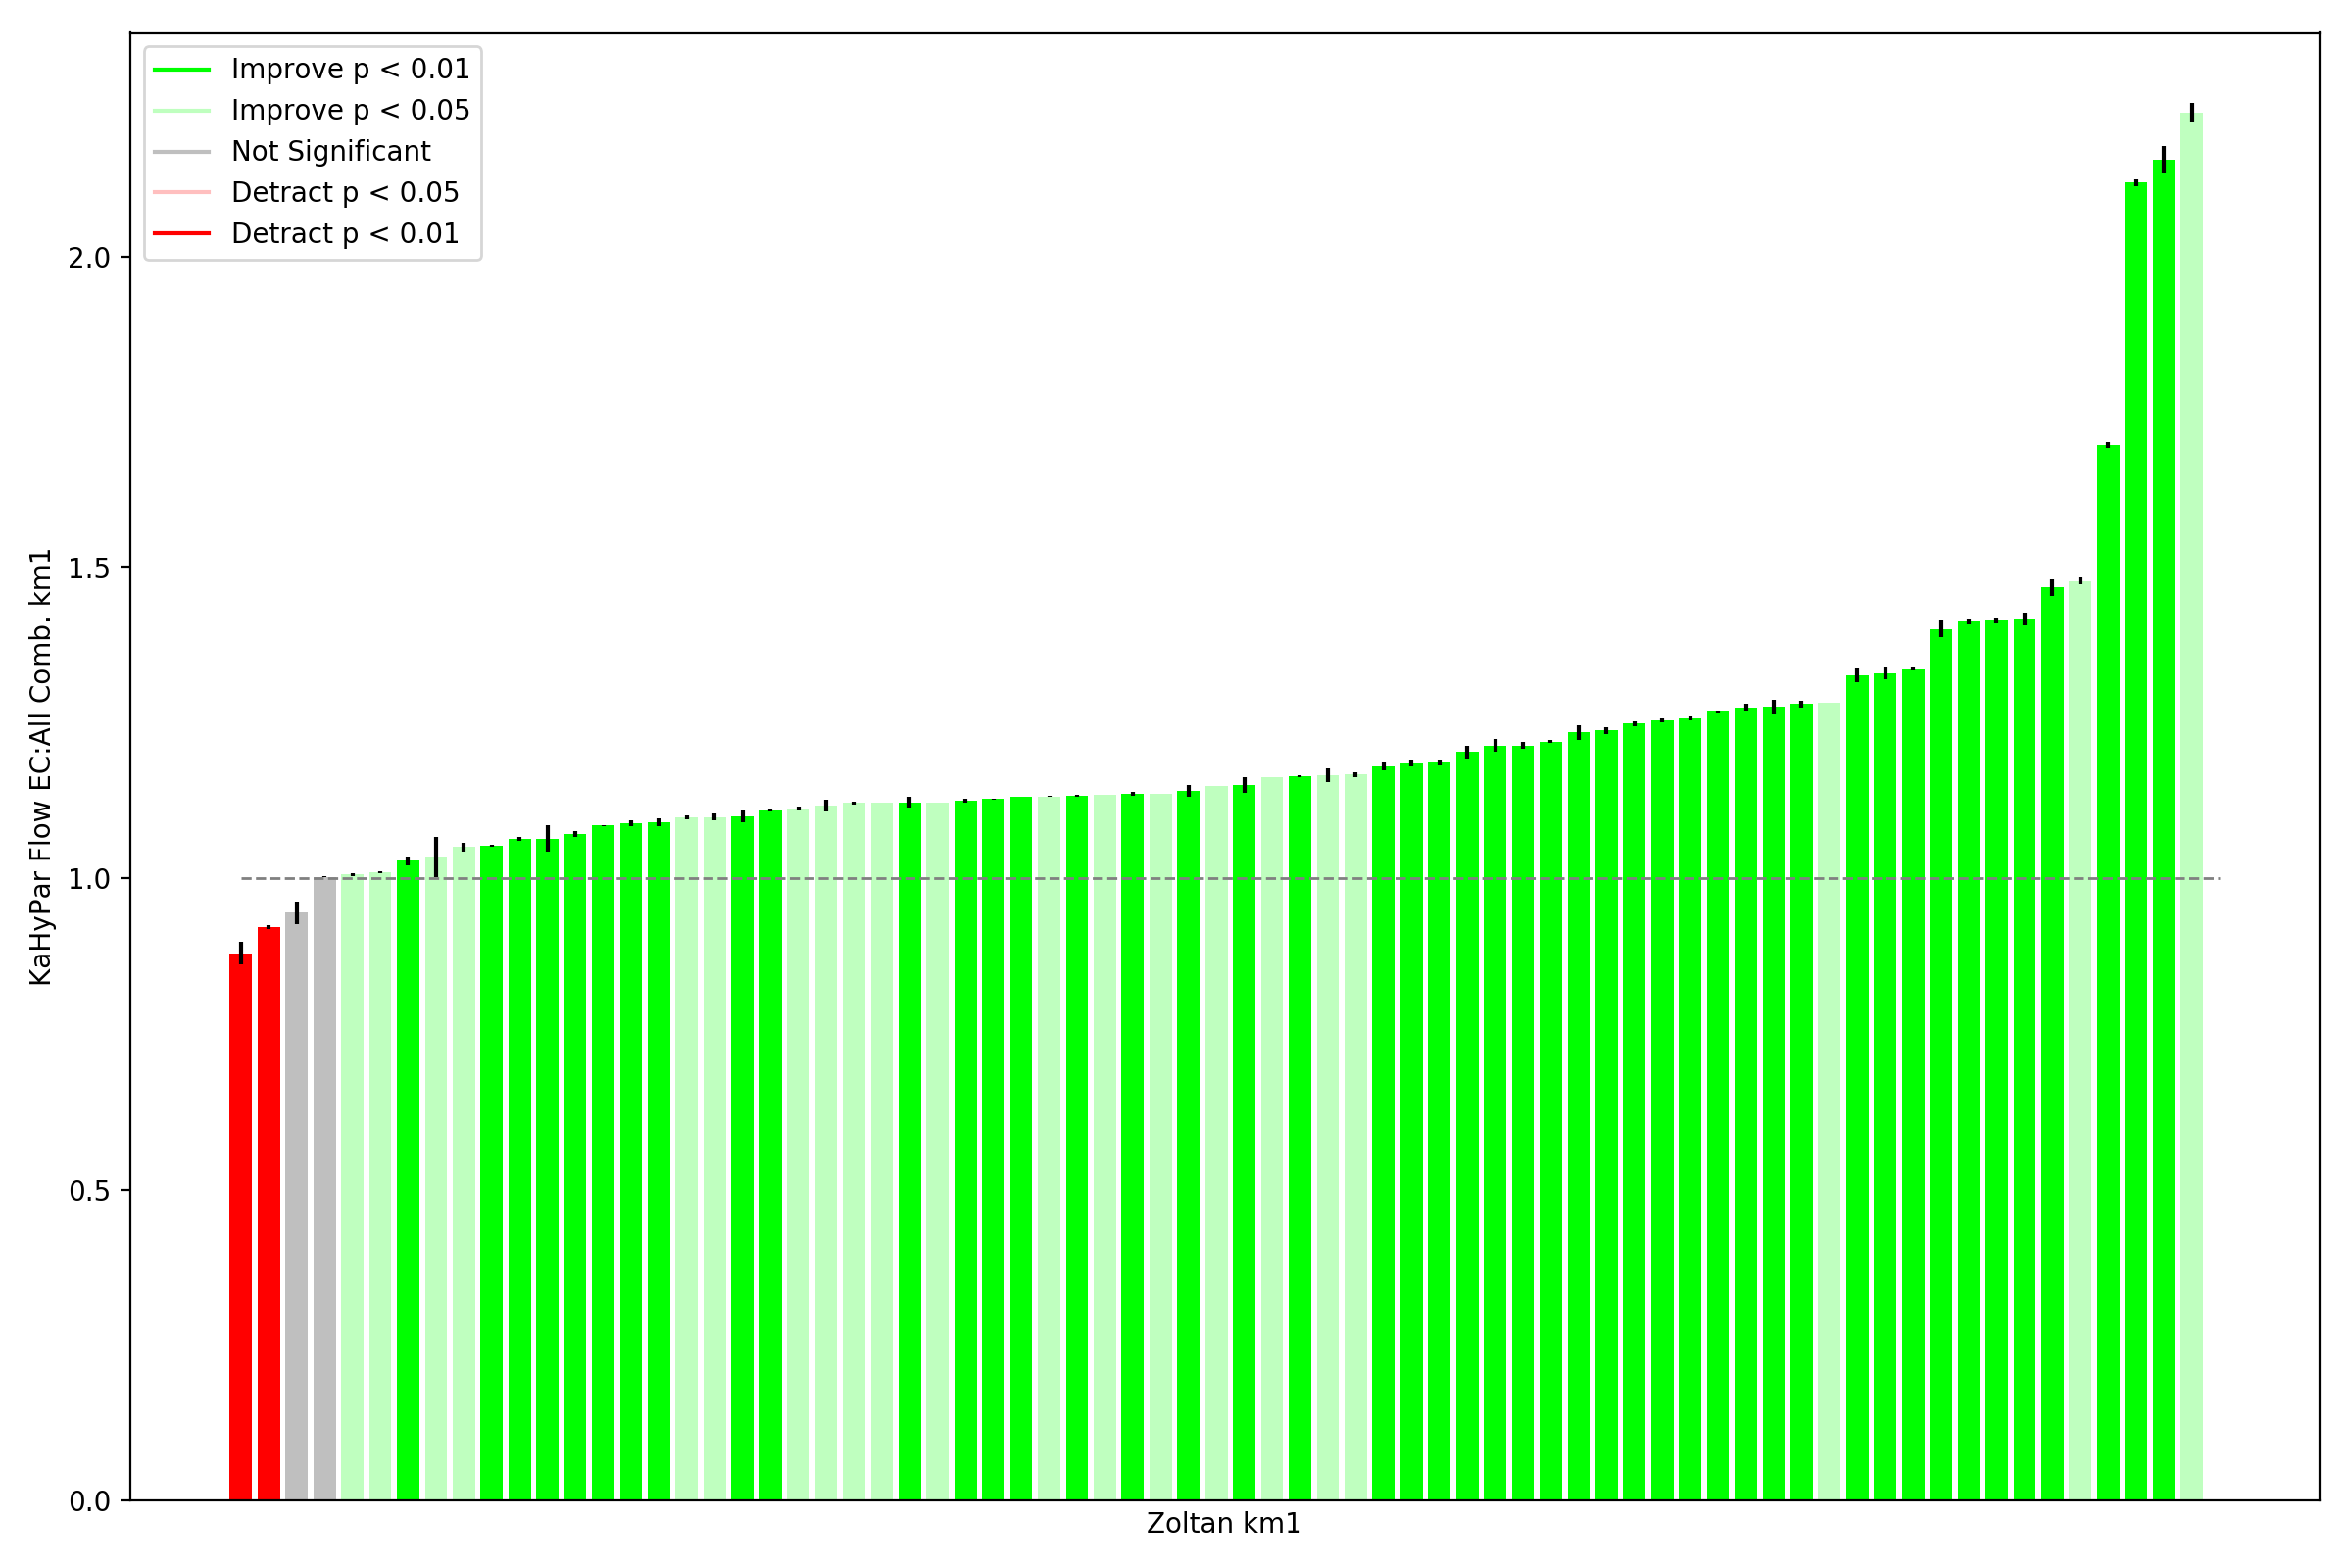 Improve p < 0.01
Improve p < 0.05
Not Significant
Detract p < 0.05
Detract p < 0.01
2.0
1.5
1.0
0.5
0.0
KaHyPar Flow EC:All Comb. km1
Zoltan km1